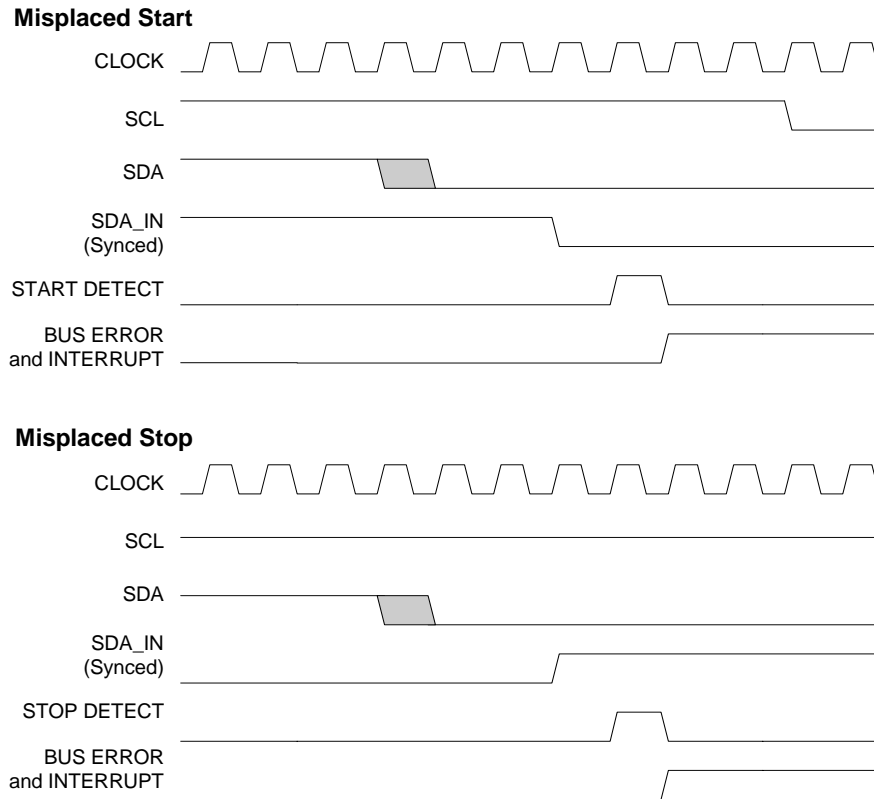 Misplaced Start
CLOCK
SCL
SDA
SDA_IN
(Synced)
START DETECT
BUS ERROR
and INTERRUPT
Misplaced Stop
CLOCK
SCL
SDA
SDA_IN
(Synced)
STOP DETECT
BUS ERROR
and INTERRUPT